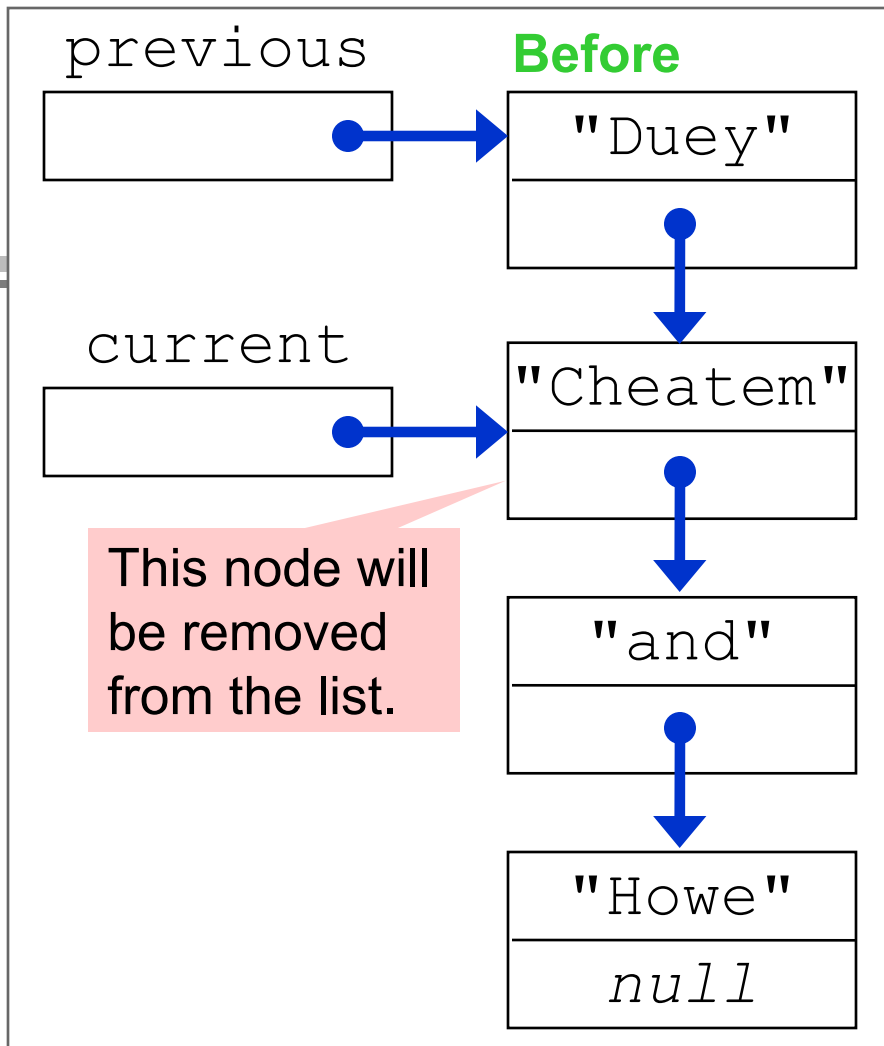 previous
Before
"Duey"
current
"Cheatem"
This node will
be removed
from the list.
"and"
"Howe"
null